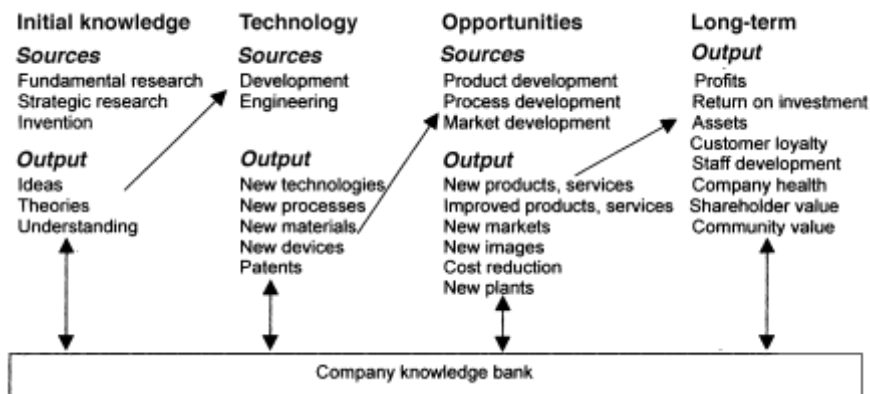 Initial knowledge
Sources
Fundamental research
Strategic research
Invention
Output
Ideas
Theories
Understanding
Technology
Sources
Development
Engineering
Output
New technologies
New processes
New materials
New devices
Patents
Opportunities
Sources
Product development
Process development
Market development
Output
New products, services
Improved products, services
New markets
New images
Cost reduction
New plants
Long-term
Output
Profits
Return on investment
Assets
Customer loyalty
Staff development
Company health
Shareholder value
Community value
Company knowledge bank